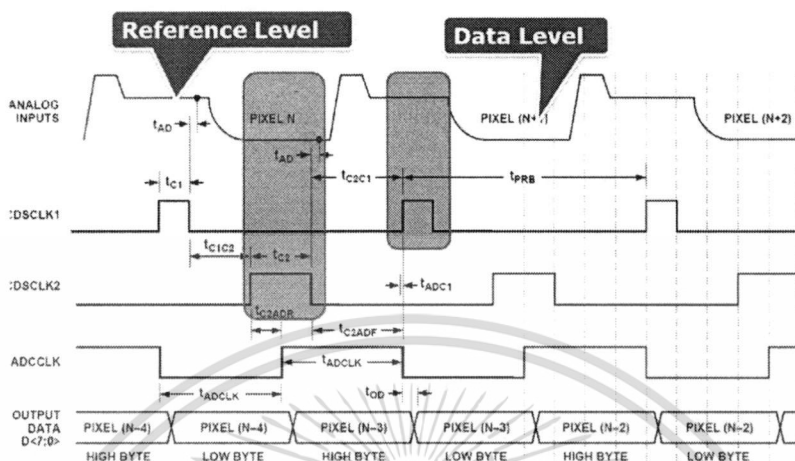 Reference Level
Data Level
ANALOG
INPUTS
PIXEL N
PIXEL (N+1)
PIXEL (N+2)
tAD
tAD
tC1
tC2C1
tPRB
CDSCLK1
tC1C2
tC2
CDSCLK2
tADC1
tC2ADR
tC2ADF
ADCCLK
tADCLK
tADCLK
tOD
OUTPUT
DATA
D<7:0>
PIXEL (N−4) PIXEL (N−4) PIXEL (N−3) PIXEL (N−3) PIXEL (N−2) PIXEL (N−2)
HIGH BYTE LOW BYTE HIGH BYTE LOW BYTE HIGH BYTE LOW BYTE